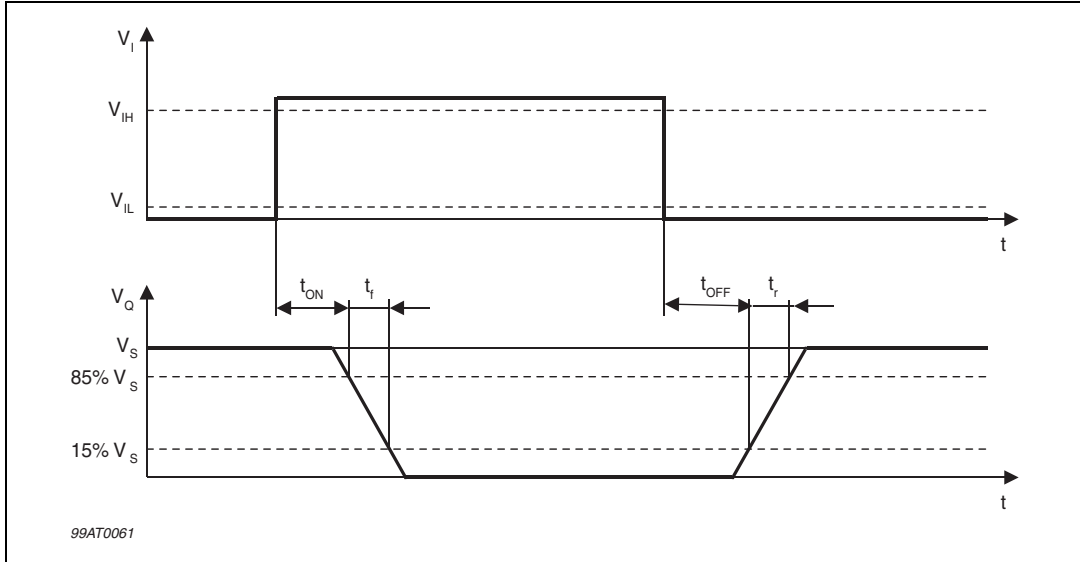 V_I
V_IH
V_IL
t
t_ON t_f t_OFF t_r
V_Q
V_S
85% V_S
15% V_S
t
99AT0061